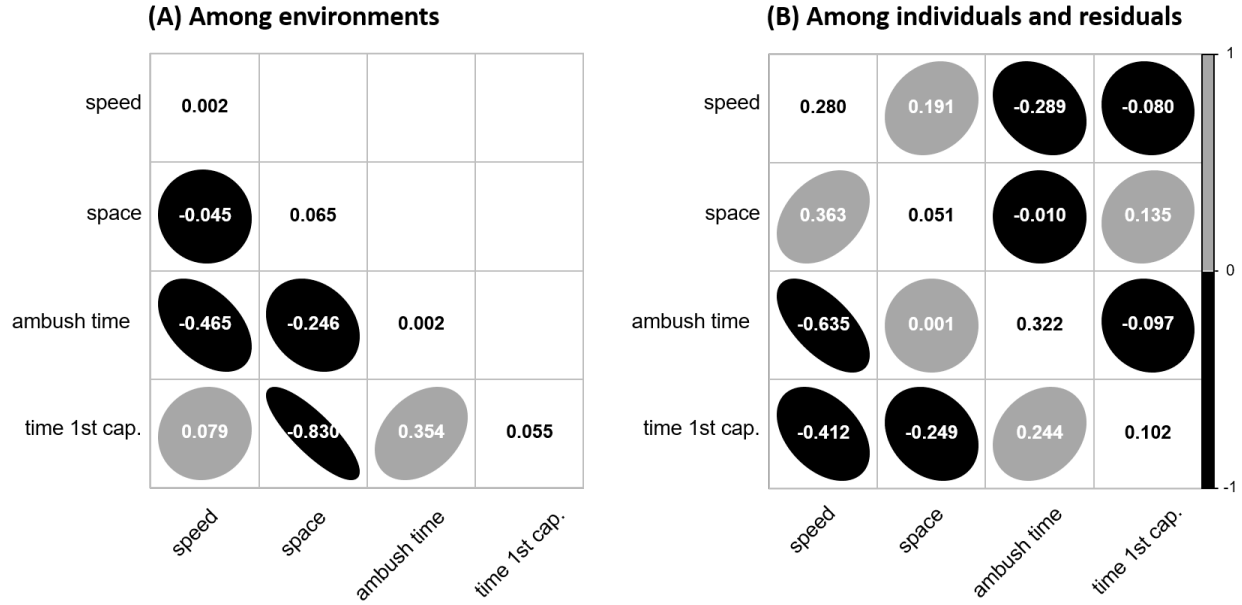 (A) Among environments
speed 0.002
space -0.045 0.065
ambush time -0.465 -0.246 0.002
time 1st cap. 0.079 -0.830 0.354 0.055
speed space ambush time time 1st cap.
(B) Among individuals and residuals
speed 0.280 0.191 -0.289 -0.080
space 0.363 0.051 -0.010 0.135
ambush time -0.635 0.001 0.322 -0.097
time 1st cap. -0.412 -0.249 0.244 0.102
speed space ambush time time 1st cap.
1
0
-1